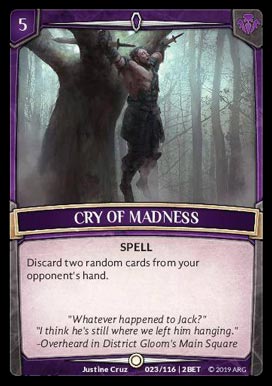 5
CRY OF MADNESS
SPELL
Discard two random cards from your
opponent's hand.
"Whatever happened to Jack?"
"I think he's still where we left him hanging."
-Overheard in District Gloom's Main Square
Justine Cruz 023/116 | 2BET © 2019 ARG